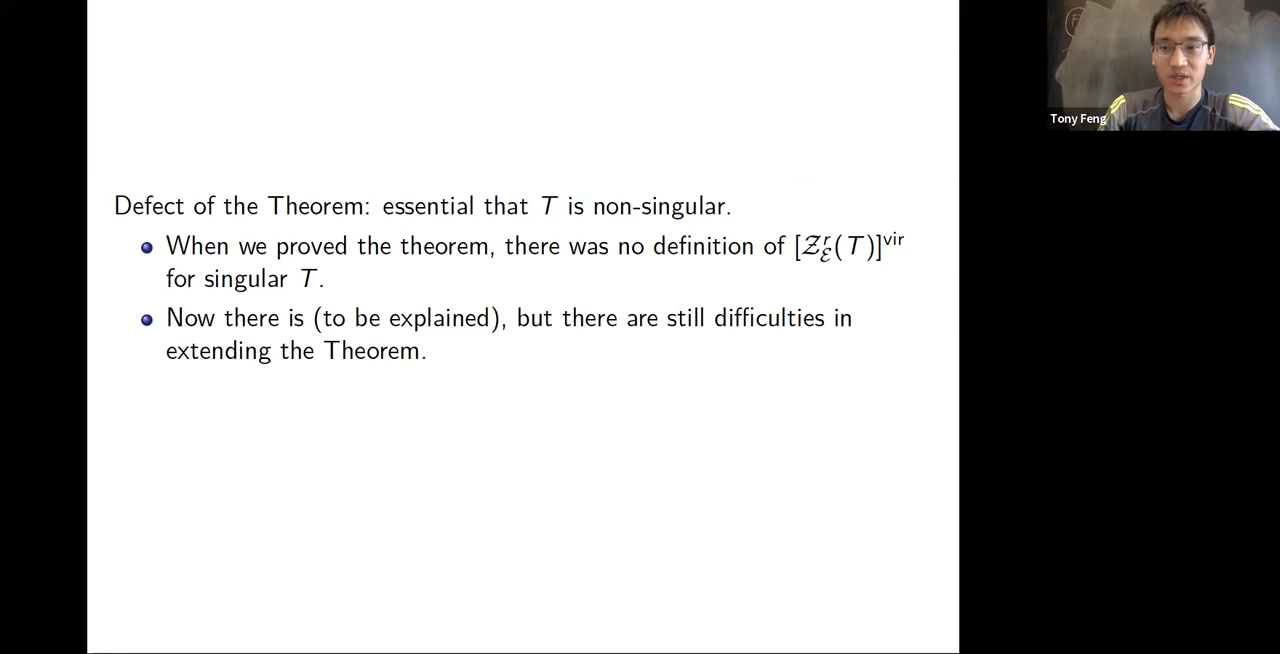 Defect of the Theorem: essential that T is non-singular.
When we proved the theorem, there was no definition of [𝒵ʳ_ℰ(T)]^vir
for singular T.
Now there is (to be explained), but there are still difficulties in
extending the Theorem.
Tony Feng